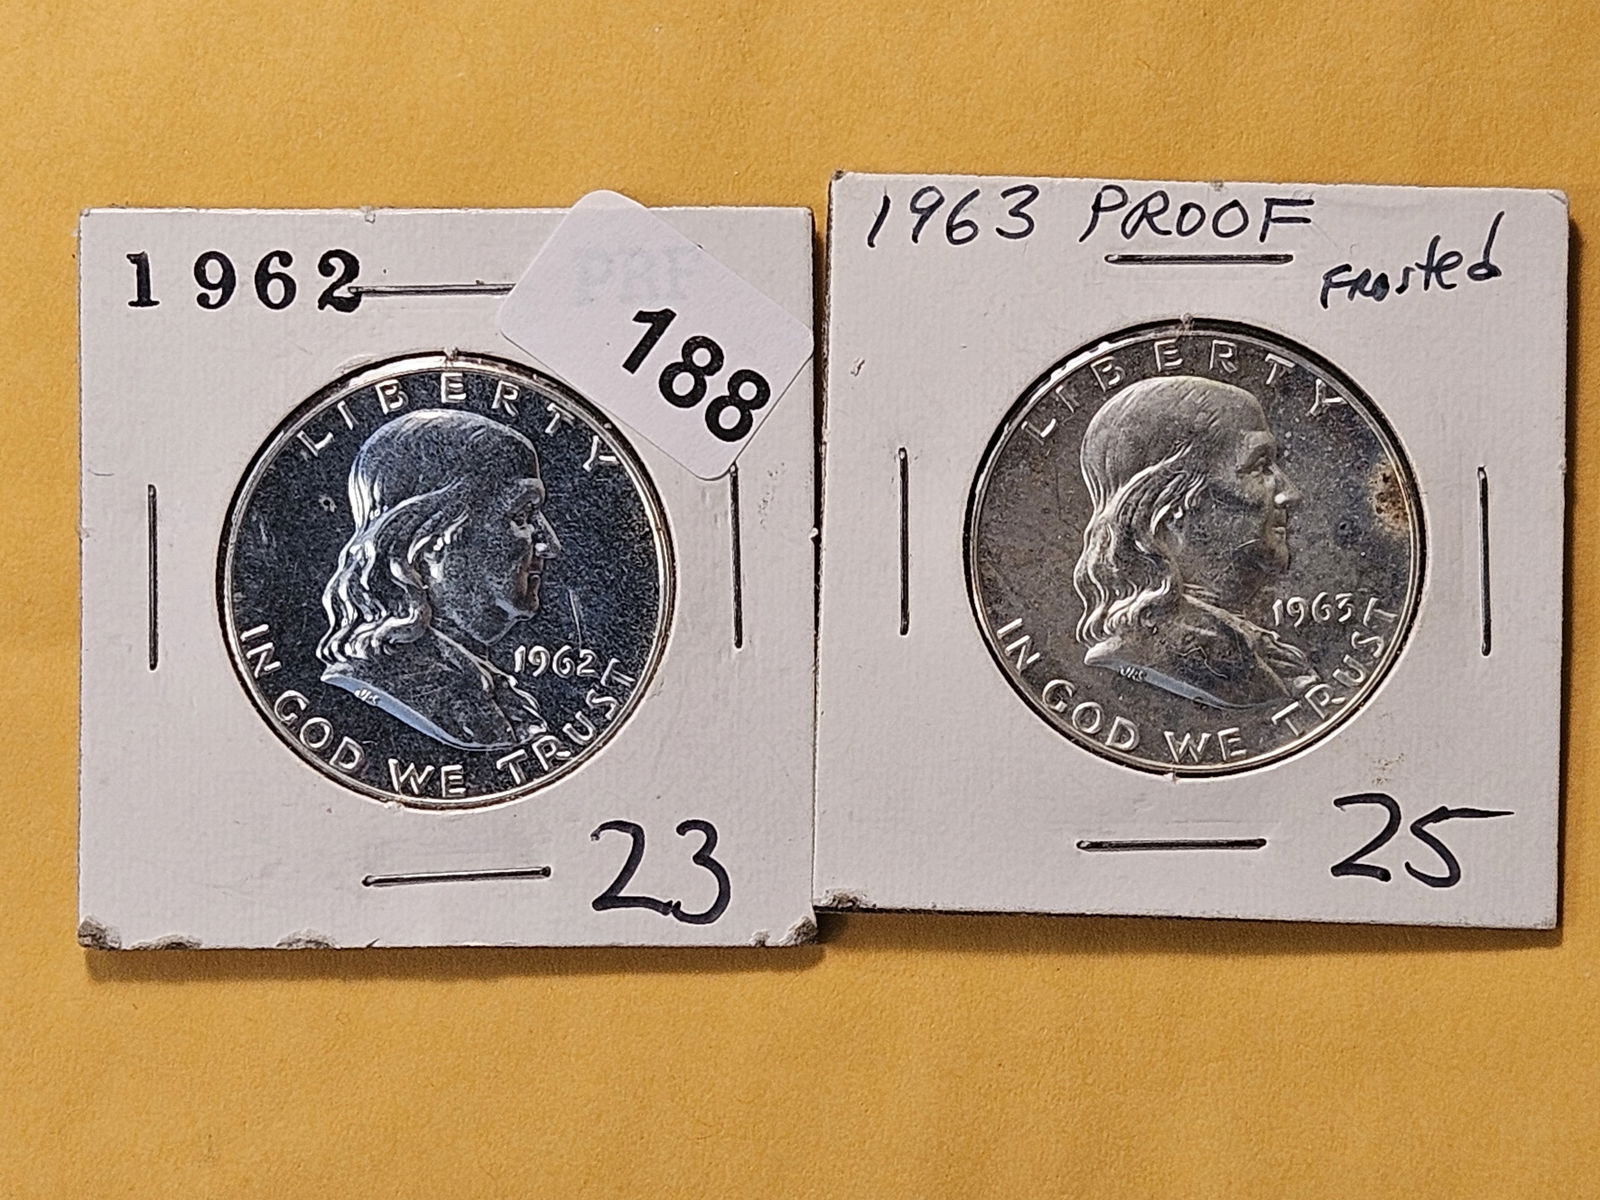 1962
PRF
188
LIBERTY
1962
IN GOD WE TRUST
23
1963 PROOF
Frosted
LIBERTY
1963
IN GOD WE TRUST
25